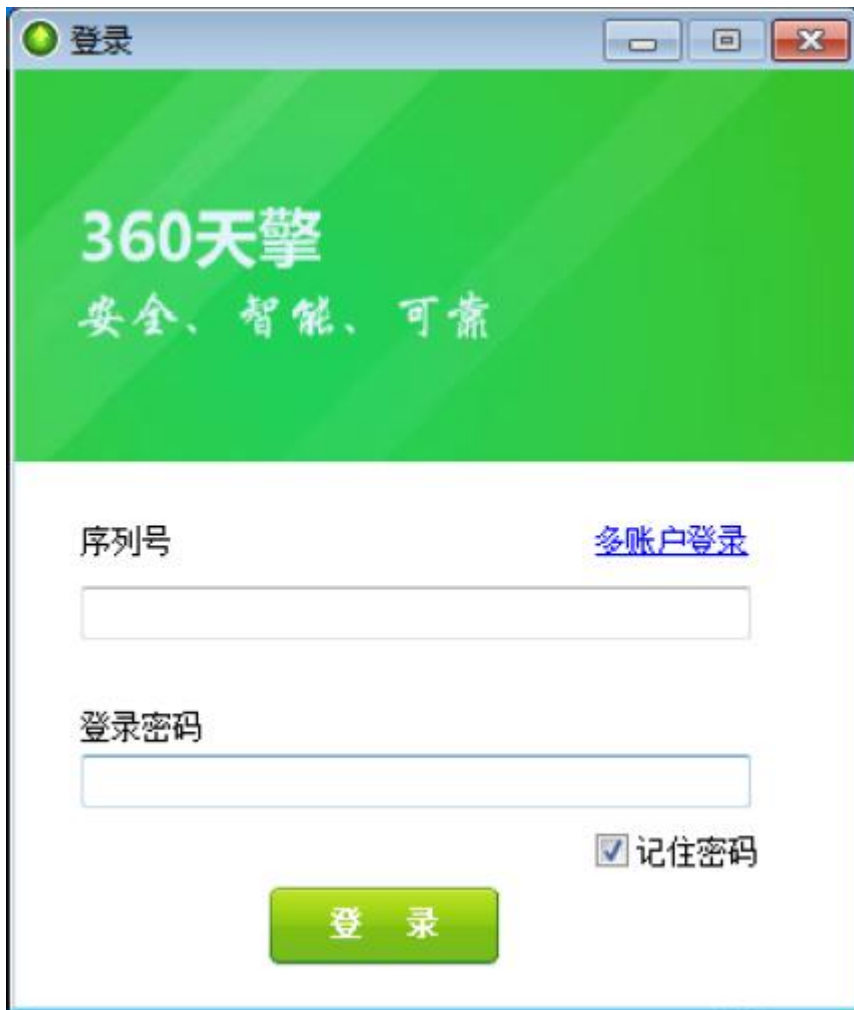 登录
360天擎
安全、智能、可靠
序列号 多账户登录
登录密码
记住密码
登 录